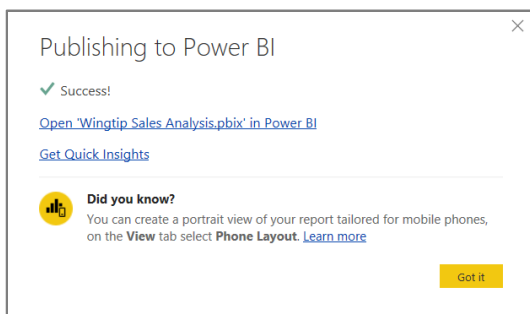 Publishing to Power BI
Success!
Open 'Wingtip Sales Analysis.pbix' in Power BI
Get Quick Insights
Did you know?
You can create a portrait view of your report tailored for mobile phones,
on the View tab select Phone Layout. Learn more
Got it